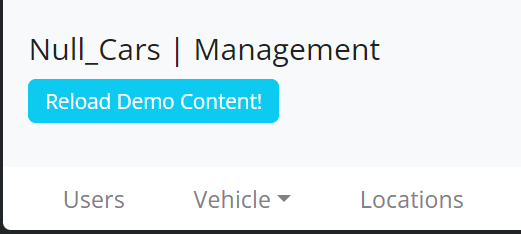 Null_Cars | Management
Reload Demo Content!
Users Vehicle Locations